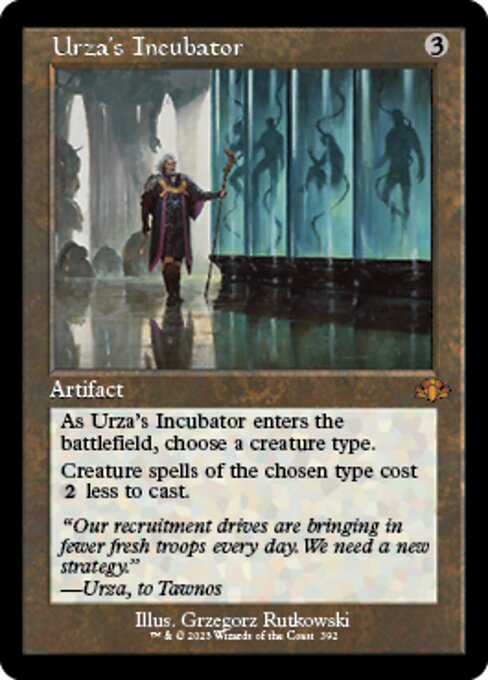 Urza's Incubator 3
Artifact
As Urza's Incubator enters the
battlefield, choose a creature type.
Creature spells of the chosen type cost
2 less to cast.
“Our recruitment drives are bringing in
fewer fresh troops every day. We need a new
strategy.”
—Urza, to Tawnos
Illus. Grzegorz Rutkowski
™ & © 2023 Wizards of the Coast 392